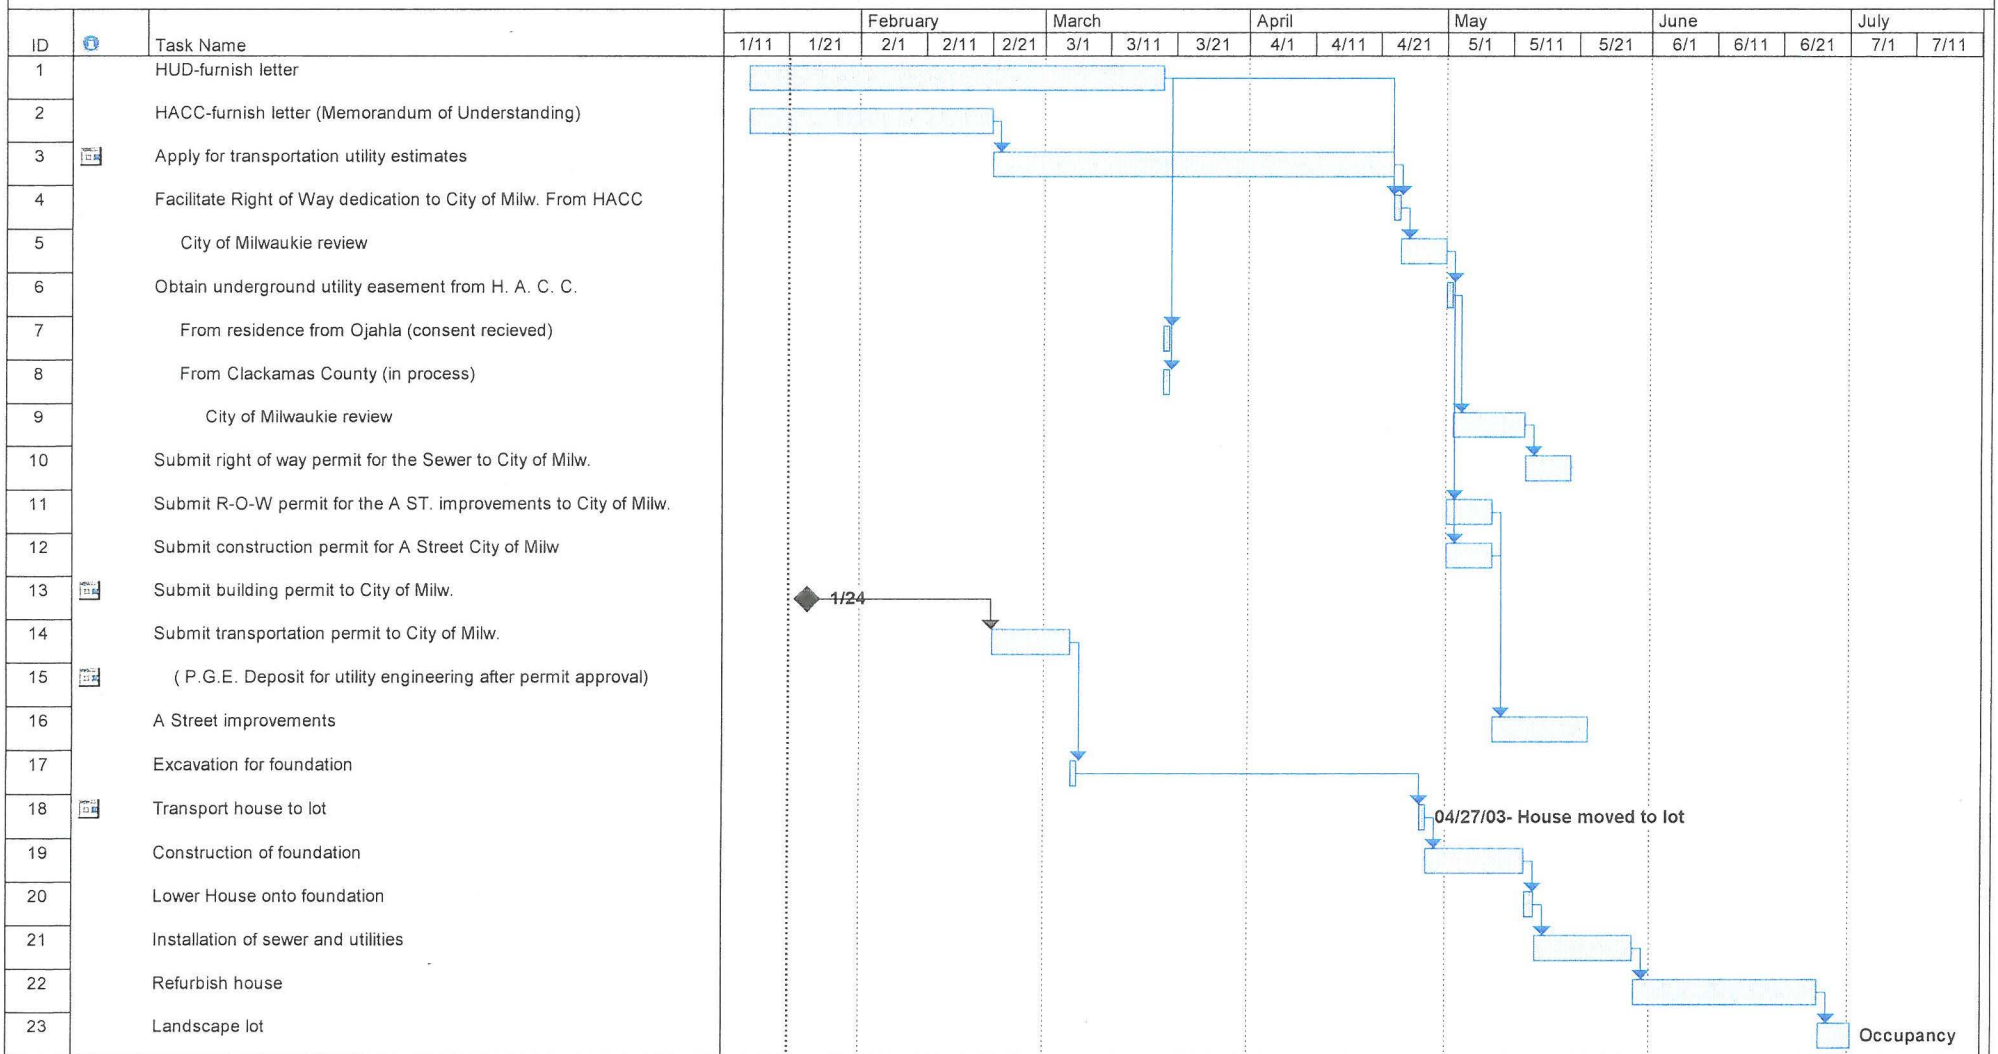 February March April May June July
ID Task Name 1/11 1/21 2/1 2/11 2/21 3/1 3/11 3/21 4/1 4/11 4/21 5/1 5/11 5/21 6/1 6/11 6/21 7/1 7/11
1 HUD-furnish letter
2 HACC-furnish letter (Memorandum of Understanding)
3 Apply for transportation utility estimates
4 Facilitate Right of Way dedication to City of Milw. From HACC
5 City of Milwaukie review
6 Obtain underground utility easement from H. A. C. C.
7 From residence from Ojahla (consent recieved)
8 From Clackamas County (in process)
9 City of Milwaukie review
10 Submit right of way permit for the Sewer to City of Milw.
11 Submit R-O-W permit for the A ST. improvements to City of Milw.
12 Submit construction permit for A Street City of Milw
13 Submit building permit to City of Milw. 1/24
14 Submit transportation permit to City of Milw.
15 ( P.G.E. Deposit for utility engineering after permit approval)
16 A Street improvements
17 Excavation for foundation
18 Transport house to lot 04/27/03- House moved to lot
19 Construction of foundation
20 Lower House onto foundation
21 Installation of sewer and utilities
22 Refurbish house
23 Landscape lot Occupancy